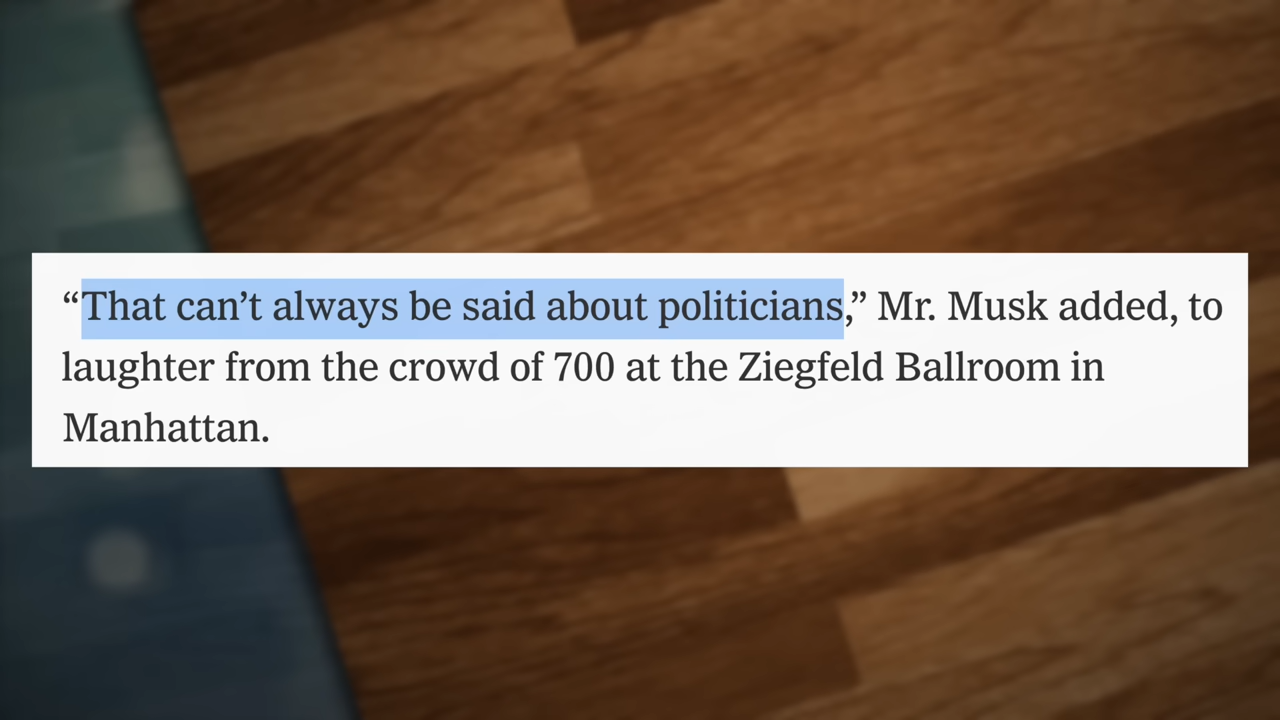 “That can’t always be said about politicians,” Mr. Musk added, to
laughter from the crowd of 700 at the Ziegfeld Ballroom in
Manhattan.